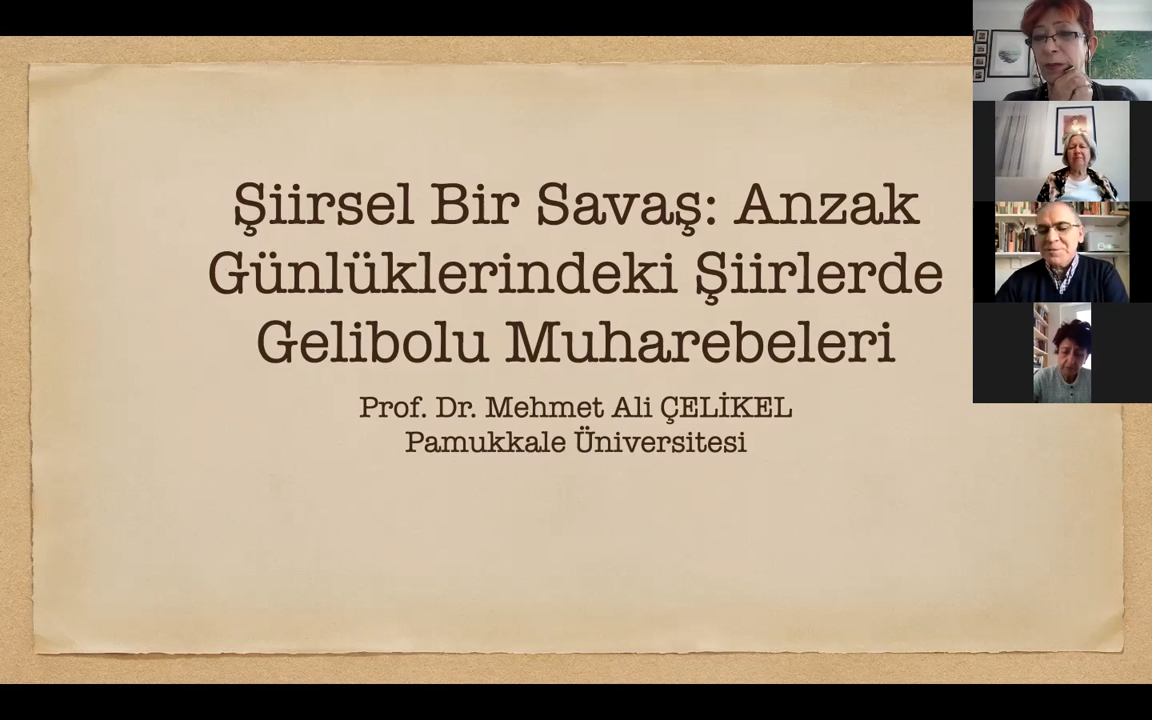 Şiirsel Bir Savaş: Anzak
Günlüklerindeki Şiirlerde
Gelibolu Muharebeleri
Prof. Dr. Mehmet Ali ÇELİKEL
Pamukkale Üniversitesi